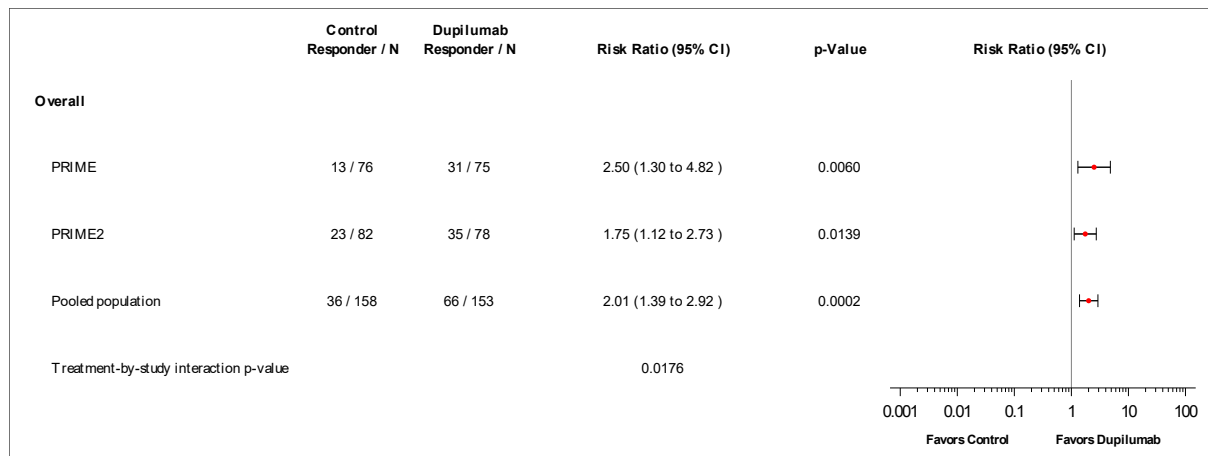 Control Responder / N Dupilumab Responder / N Risk Ratio (95% CI) p-Value Risk Ratio (95% CI)
Overall
PRIME 13 / 76 31 / 75 2.50 (1.30 to 4.82 ) 0.0060
PRIME2 23 / 82 35 / 78 1.75 (1.12 to 2.73 ) 0.0139
Pooled population 36 / 158 66 / 153 2.01 (1.39 to 2.92 ) 0.0002
Treatment-by-study interaction p-value 0.0176
0.001 0.01 0.1 1 10 100
Favors Control Favors Dupilumab